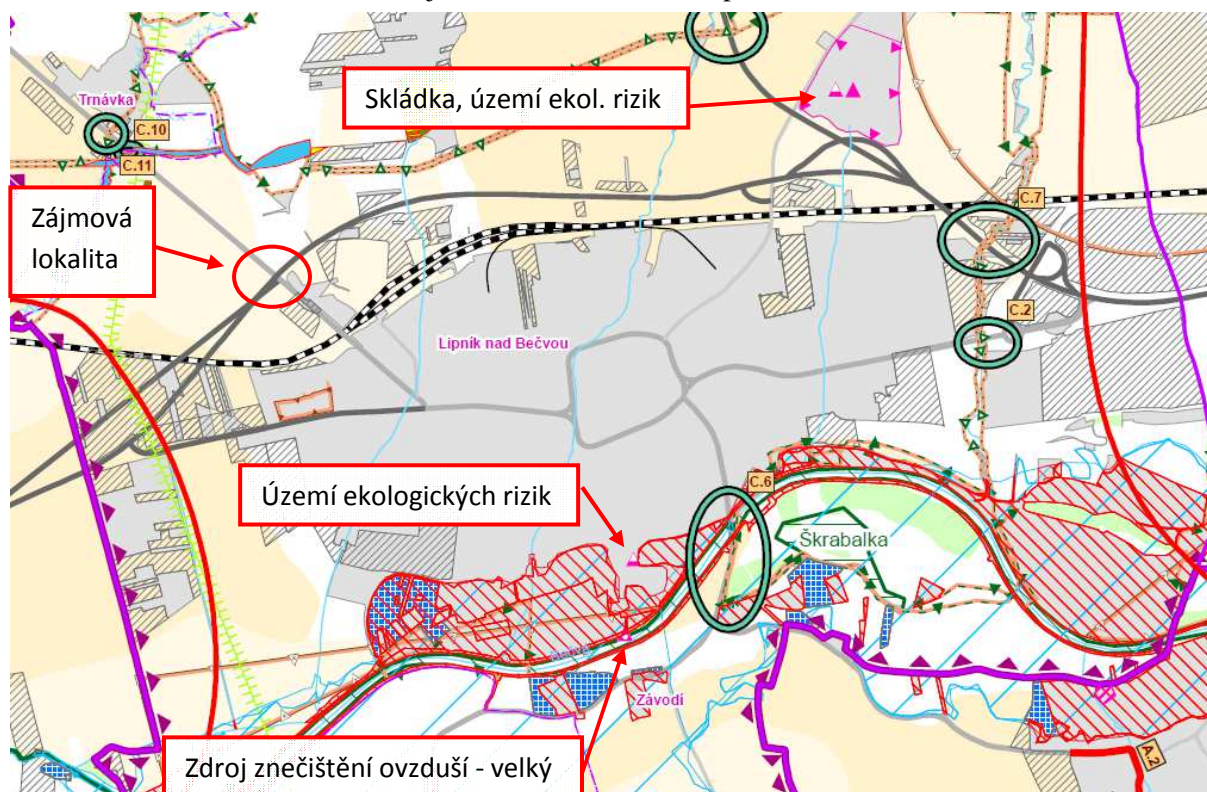 Skládka, území ekol. rizik
Trnávka
C.10
C.11
Zájmová
lokalita
C.7
C.2
Lipník nad Bečvou
Území ekologických rizik
C.6
Škrabalka
Bečva
Závodí
Zdroj znečištění ovzduší - velký
A.2